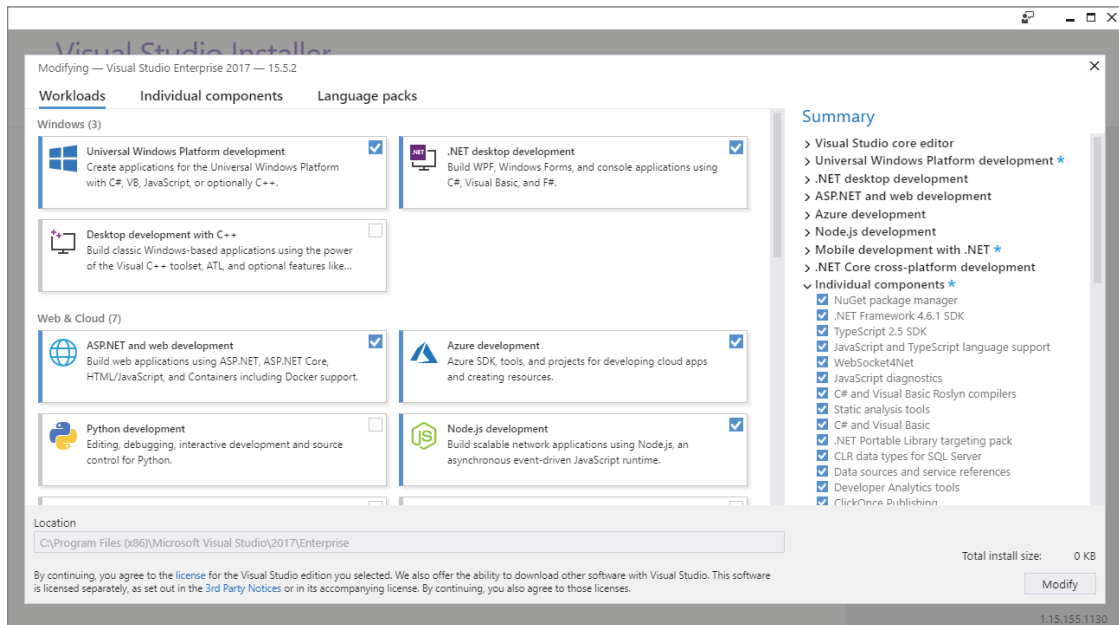 Visual Studio Installer
Modifying — Visual Studio Enterprise 2017 — 15.5.2
Workloads
Individual components
Language packs
Windows (3)
Universal Windows Platform development
Create applications for the Universal Windows Platform
with C#, VB, JavaScript, or optionally C++.
.NET
.NET desktop development
Build WPF, Windows Forms, and console applications using
C#, Visual Basic, and F#.
Desktop development with C++
Build classic Windows-based applications using the power
of the Visual C++ toolset, ATL, and optional features like...
Web & Cloud (7)
ASP.NET and web development
Build web applications using ASP.NET, ASP.NET Core,
HTML/JavaScript, and Containers including Docker support.
Azure development
Azure SDK, tools, and projects for developing cloud apps
and creating resources.
Python development
Editing, debugging, interactive development and source
control for Python.
JS
Node.js development
Build scalable network applications using Node.js, an
asynchronous event-driven JavaScript runtime.
Summary
Visual Studio core editor
Universal Windows Platform development *
.NET desktop development
ASP.NET and web development
Azure development
Node.js development
Mobile development with .NET *
.NET Core cross-platform development
Individual components *
NuGet package manager
.NET Framework 4.6.1 SDK
TypeScript 2.5 SDK
JavaScript and TypeScript language support
WebSocket4Net
JavaScript diagnostics
C# and Visual Basic Roslyn compilers
Static analysis tools
C# and Visual Basic
.NET Portable Library targeting pack
CLR data types for SQL Server
Data sources and service references
Developer Analytics tools
ClickOnce Publishing
Location
C:\Program Files (x86)\Microsoft Visual Studio\2017\Enterprise
By continuing, you agree to the license for the Visual Studio edition you selected. We also offer the ability to download other software with Visual Studio. This software
is licensed separately, as set out in the 3rd Party Notices or in its accompanying license. By continuing, you also agree to those licenses.
Total install size: 0 KB
Modify
1.15.155.1130